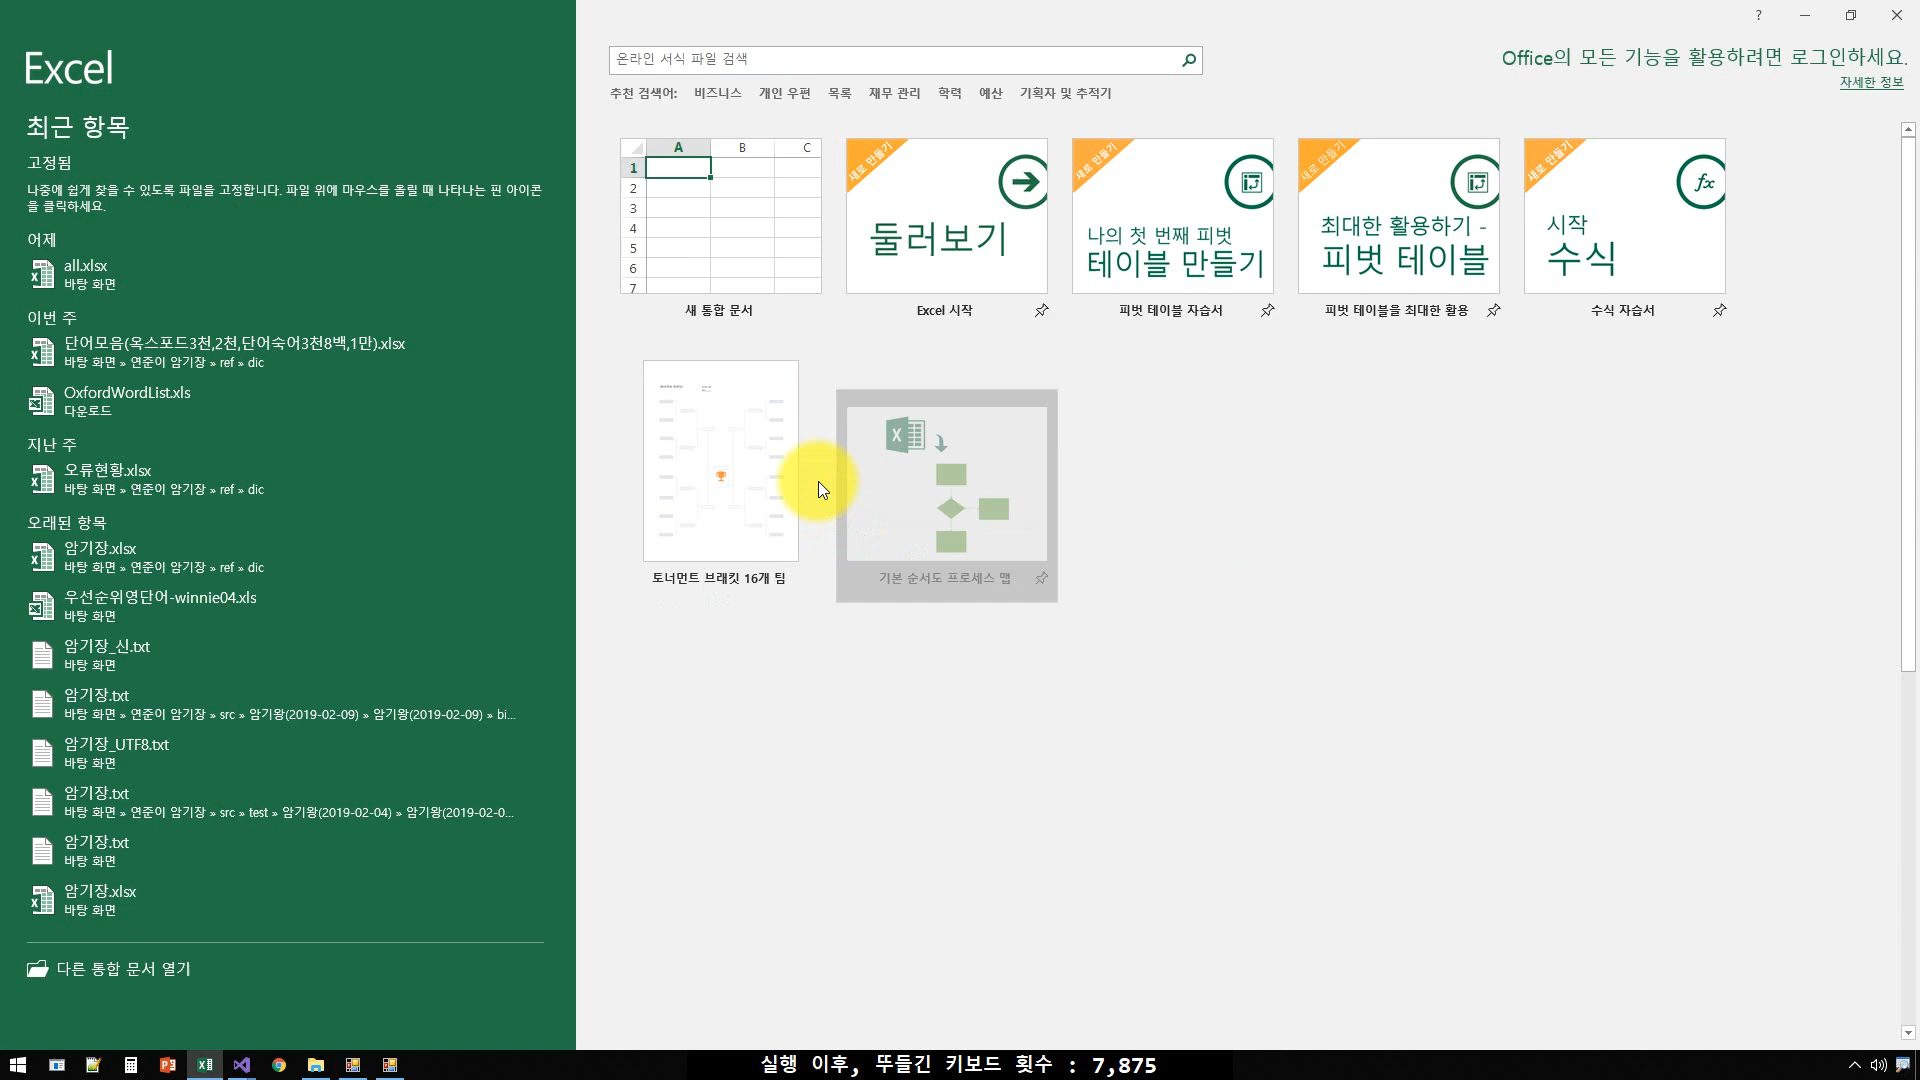 Excel
최근 항목
고정됨
나중에 쉽게 찾을 수 있도록 파일을 고정합니다. 파일 위에 마우스를 올릴 때 나타나는 핀 아이콘
을 클릭하세요.
어제
all.xlsx
바탕 화면
이번 주
단어모음(옥스포드3천,2천,단어숙어3천8백,1만).xlsx
바탕 화면 » 연준이 암기장 » ref » dic
OxfordWordList.xls
다운로드
지난 주
오류현황.xlsx
바탕 화면 » 연준이 암기장 » ref » dic
오래된 항목
암기장.xlsx
바탕 화면 » 연준이 암기장 » ref » dic
우선순위영단어-winnie04.xls
바탕 화면
암기장_신.txt
바탕 화면
암기장.txt
바탕 화면 » 연준이 암기장 » src » 암기왕(2019-02-09) » 암기왕(2019-02-09) » bi...
암기장_UTF8.txt
바탕 화면
암기장.txt
바탕 화면 » 연준이 암기장 » src » test » 암기왕(2019-02-04) » 암기왕(2019-02-0...
암기장.txt
바탕 화면
암기장.xlsx
바탕 화면
다른 통합 문서 열기
?
온라인 서식 파일 검색
Office의 모든 기능을 활용하려면 로그인하세요.
자세한 정보
추천 검색어: 비즈니스 개인 우편 목록 재무 관리 학력 예산 기획자 및 추적기
A B C
1
2
3
4
5
6
7
새 통합 문서
새로 만들기
둘러보기
Excel 시작
새로 만들기
나의 첫 번째 피벗
테이블 만들기
피벗 테이블 자습서
새로 만들기
최대한 활용하기 -
피벗 테이블
피벗 테이블을 최대한 활용
새로 만들기
fx
시작
수식
수식 자습서
토너먼트 브래킷 16개 팀
X
기본 순서도 프로세스 맵
실행 이후, 뚜들긴 키보드 횟수 : 7,875